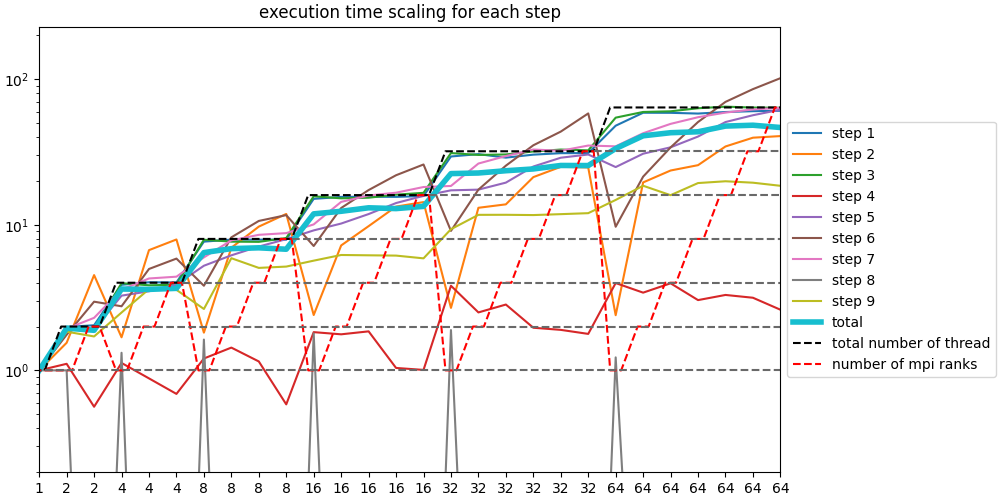 execution time scaling for each step
10²
10¹
10⁰
1 2 2 4 4 4 8 8 8 8 16 16 16 16 16 32 32 32 32 32 32 64 64 64 64 64 64 64
step 1
step 2
step 3
step 4
step 5
step 6
step 7
step 8
step 9
total
total number of thread
number of mpi ranks